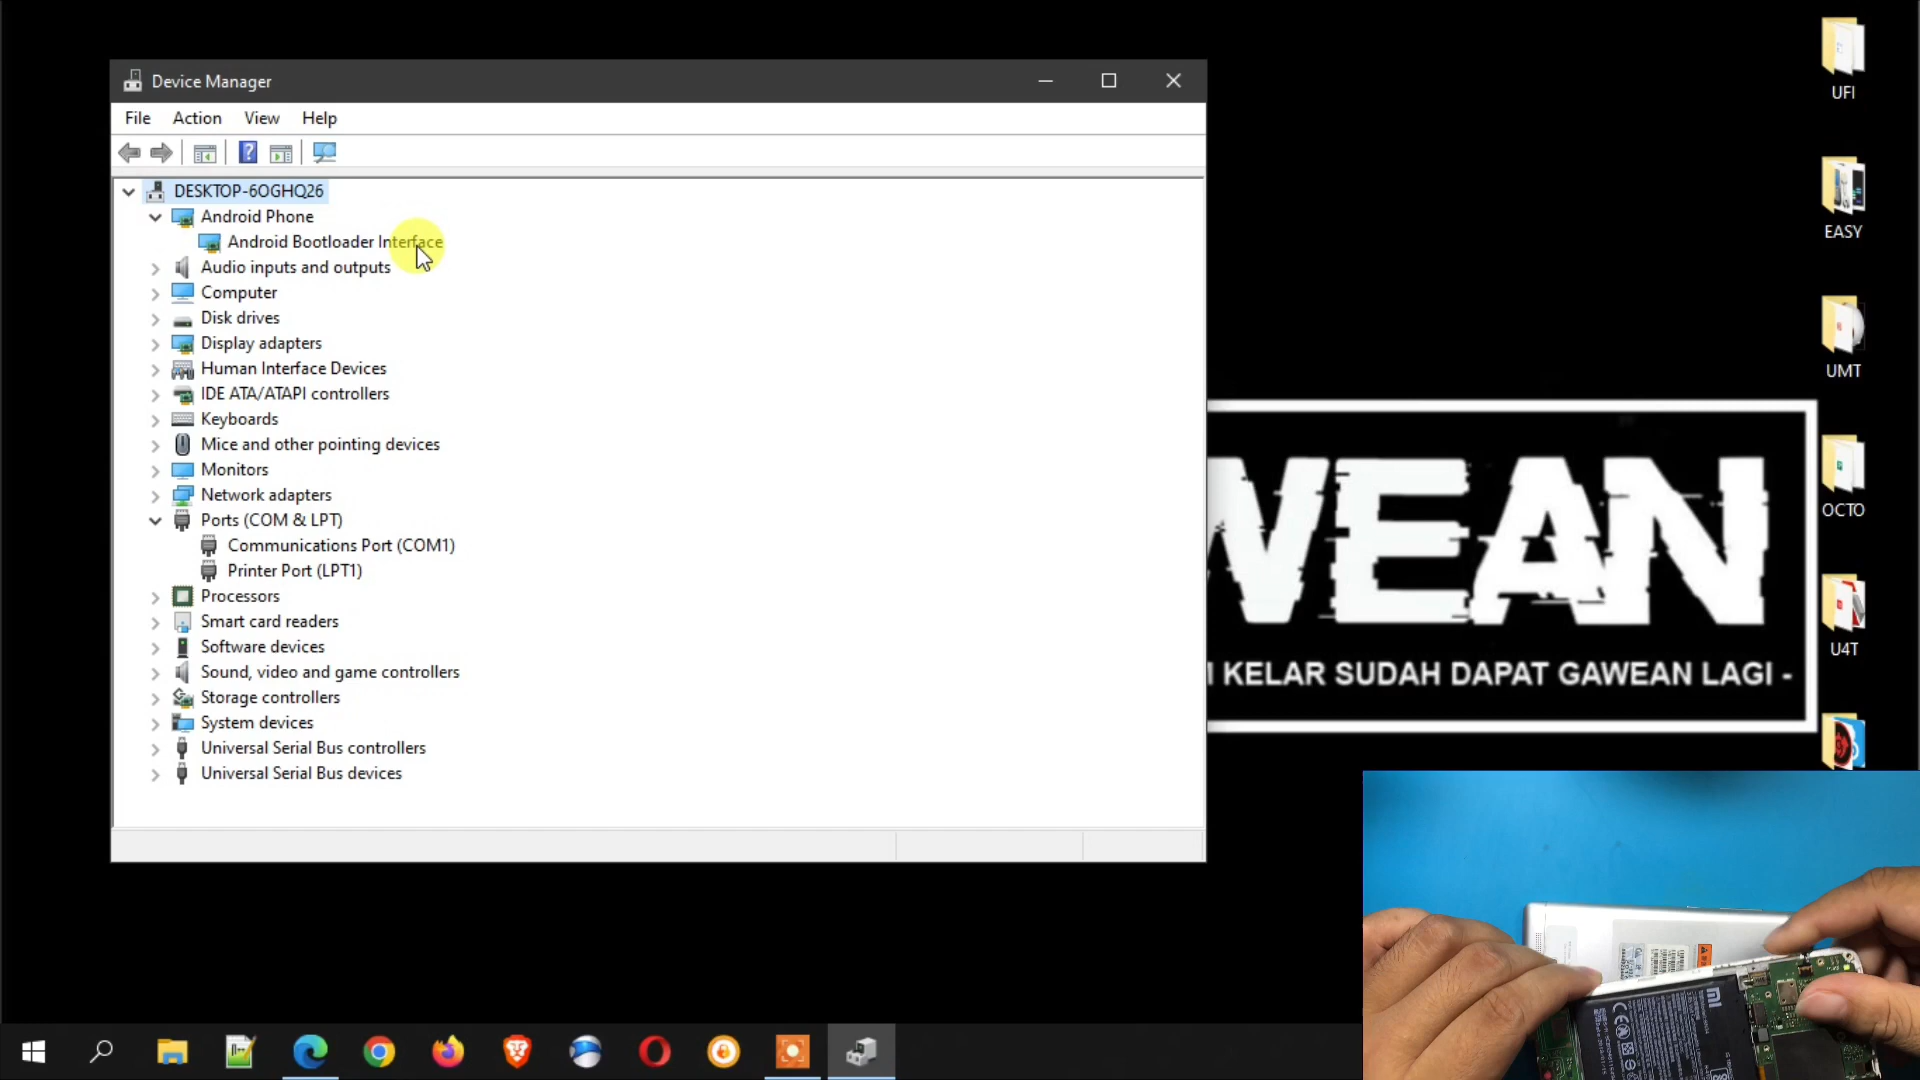 Device Manager
File Action View Help
DESKTOP-6OGHQ26
Android Phone
Android Bootloader Interface
Audio inputs and outputs
Computer
Disk drives
Display adapters
Human Interface Devices
IDE ATA/ATAPI controllers
Keyboards
Mice and other pointing devices
Monitors
Network adapters
Ports (COM & LPT)
Communications Port (COM1)
Printer Port (LPT1)
Processors
Smart card readers
Software devices
Sound, video and game controllers
Storage controllers
System devices
Universal Serial Bus controllers
Universal Serial Bus devices
UFI
EASY
UMT
OCTO
U4T
WEAN
KELAR SUDAH DAPAT GAWEAN LAGI -
mi